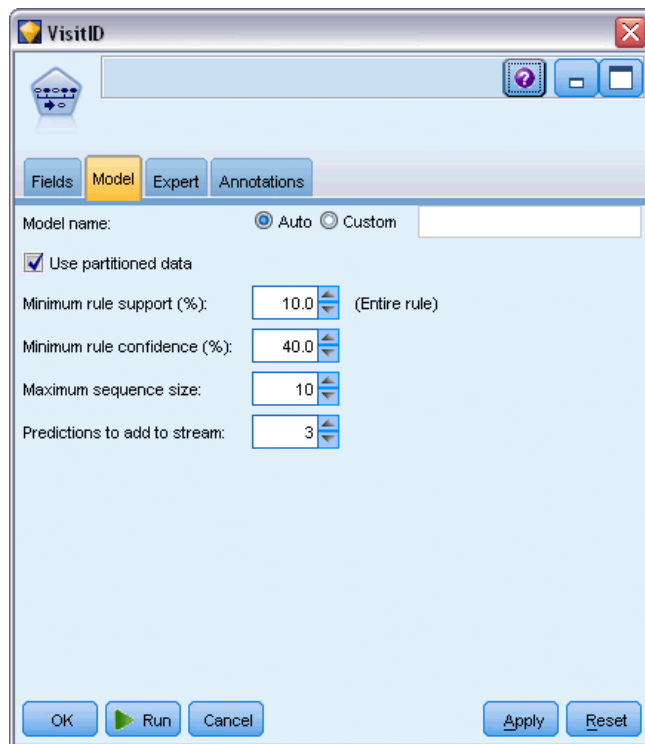 VisitID
Fields Model Expert Annotations
Model name: Auto Custom
Use partitioned data
Minimum rule support (%): 10.0 (Entire rule)
Minimum rule confidence (%): 40.0
Maximum sequence size: 10
Predictions to add to stream: 3
OK Run Cancel Apply Reset